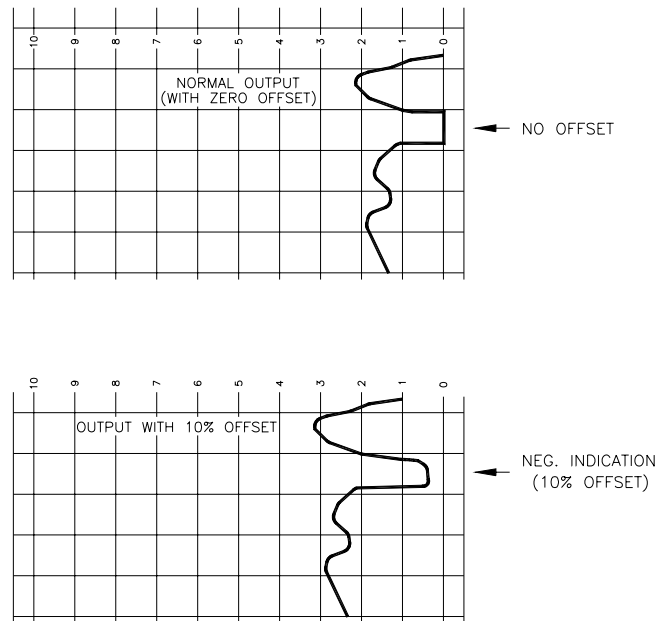 10 9 8 7 6 5 4 3 2 1 0
NORMAL OUTPUT
(WITH ZERO OFFSET)
NO OFFSET
10 9 8 7 6 5 4 3 2 1 0
OUTPUT WITH 10% OFFSET
NEG. INDICATION
(10% OFFSET)